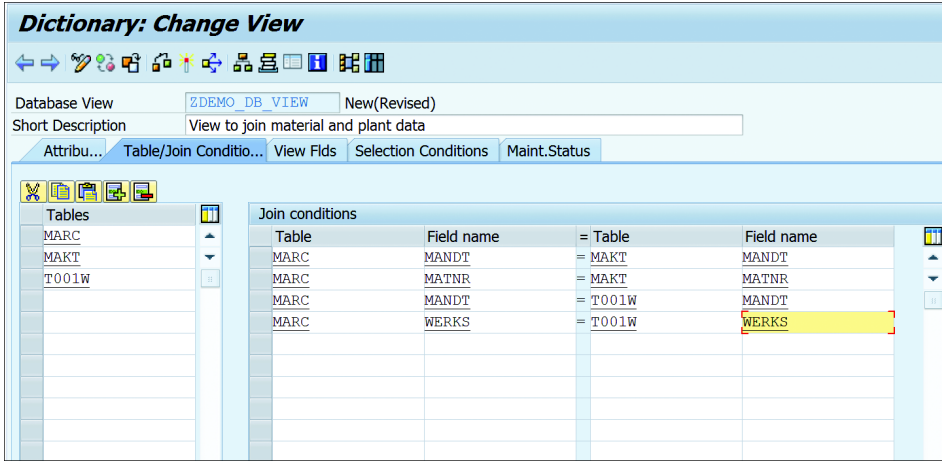 Dictionary: Change View
Database View ZDEMO_DB_VIEW New(Revised)
Short Description View to join material and plant data
Attribu... Table/Join Conditio... View Flds Selection Conditions Maint.Status
Tables
MARC
MAKT
T001W
Join conditions
Table Field name = Table Field name
MARC MANDT = MAKT MANDT
MARC MATNR = MAKT MATNR
MARC MANDT = T001W MANDT
MARC WERKS = T001W WERKS